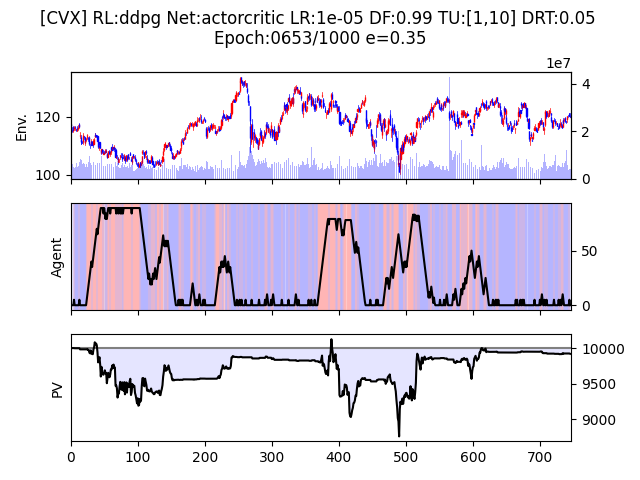 [CVX] RL:ddpg Net:actorcritic LR:1e-05 DF:0.99 TU:[1,10] DRT:0.05
Epoch:0653/1000 e=0.35
1e7
Env.
120
100
4
2
0
Agent
50
0
PV
10000
9500
9000
0 100 200 300 400 500 600 700